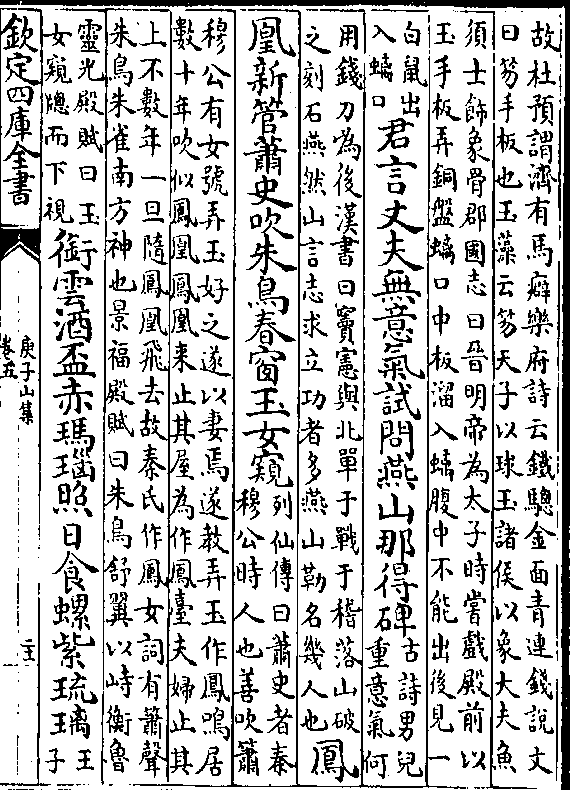 故杜預謂濟有馬癖樂府詩云鐵驄金面青連錢說文
曰笏手板也玉藻云笏天子以球玉諸侯以象大夫魚
須士飾象骨郡國志曰晉明帝為太子時嘗戲殿前以
玉手板弄銅盤螭口中板溜入螭腹中不能出後見一
白鼠出
入螭口
君言丈夫無意氣試問燕山那得碑
古詩男兒
重意氣何
用錢刀為後漢書曰竇憲與北單于戰于稽落山破
之刻石燕然山言志求立功者多燕山勒名幾人也
鳳
凰新管蕭史吹朱鳥春窗玉女窺
列仙傳曰蕭史者秦
穆公時人也善吹簫
穆公有女號弄玉好之遂以妻焉遂教弄玉作鳳鳴居
數十年吹似鳳凰鳳凰来止其屋為作鳳臺夫婦止其
上不數年一旦隨鳳凰飛去故秦氏作鳳女詞有簫聲
朱鳥朱雀南方神也景福殿賦曰朱鳥舒翼以峙衡魯
靈光殿賦曰玉
女窺牕而下視
銜雲酒盃赤瑪瑙照日食螺紫琉璃
王
子
欽定四庫全書
庾子山集
卷五